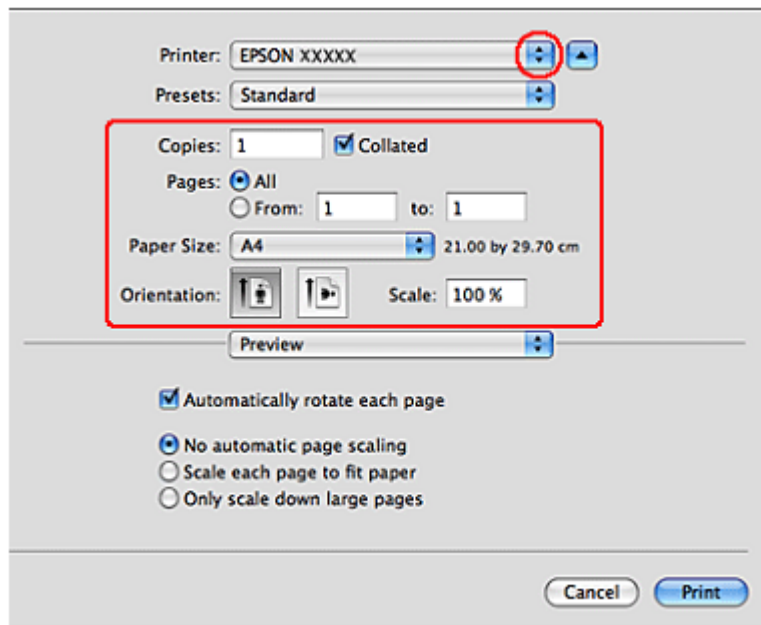 Printer: EPSON XXXXX
Presets: Standard
Copies: 1 Collated
Pages: All
From: 1 to: 1
Paper Size: A4 21.00 by 29.70 cm
Orientation: Scale: 100 %
Preview
Automatically rotate each page
No automatic page scaling
Scale each page to fit paper
Only scale down large pages
Cancel Print